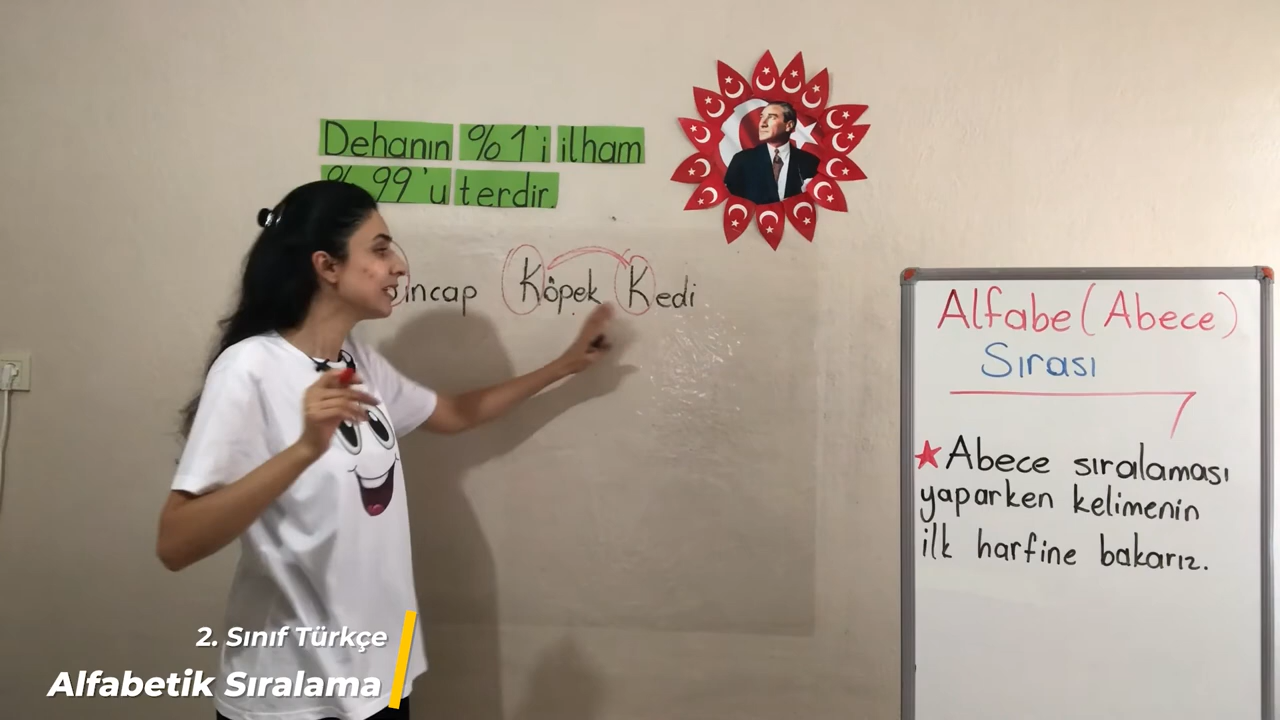 Dehanın %1'i ilham
% 99'u terdir.
Köpek Kedi
Alfabe (Abece)
Sırası
Abece sıralaması
yaparken kelimenin
ilk harfine bakarız.
2. Sınıf Türkçe
Alfabetik Sıralama